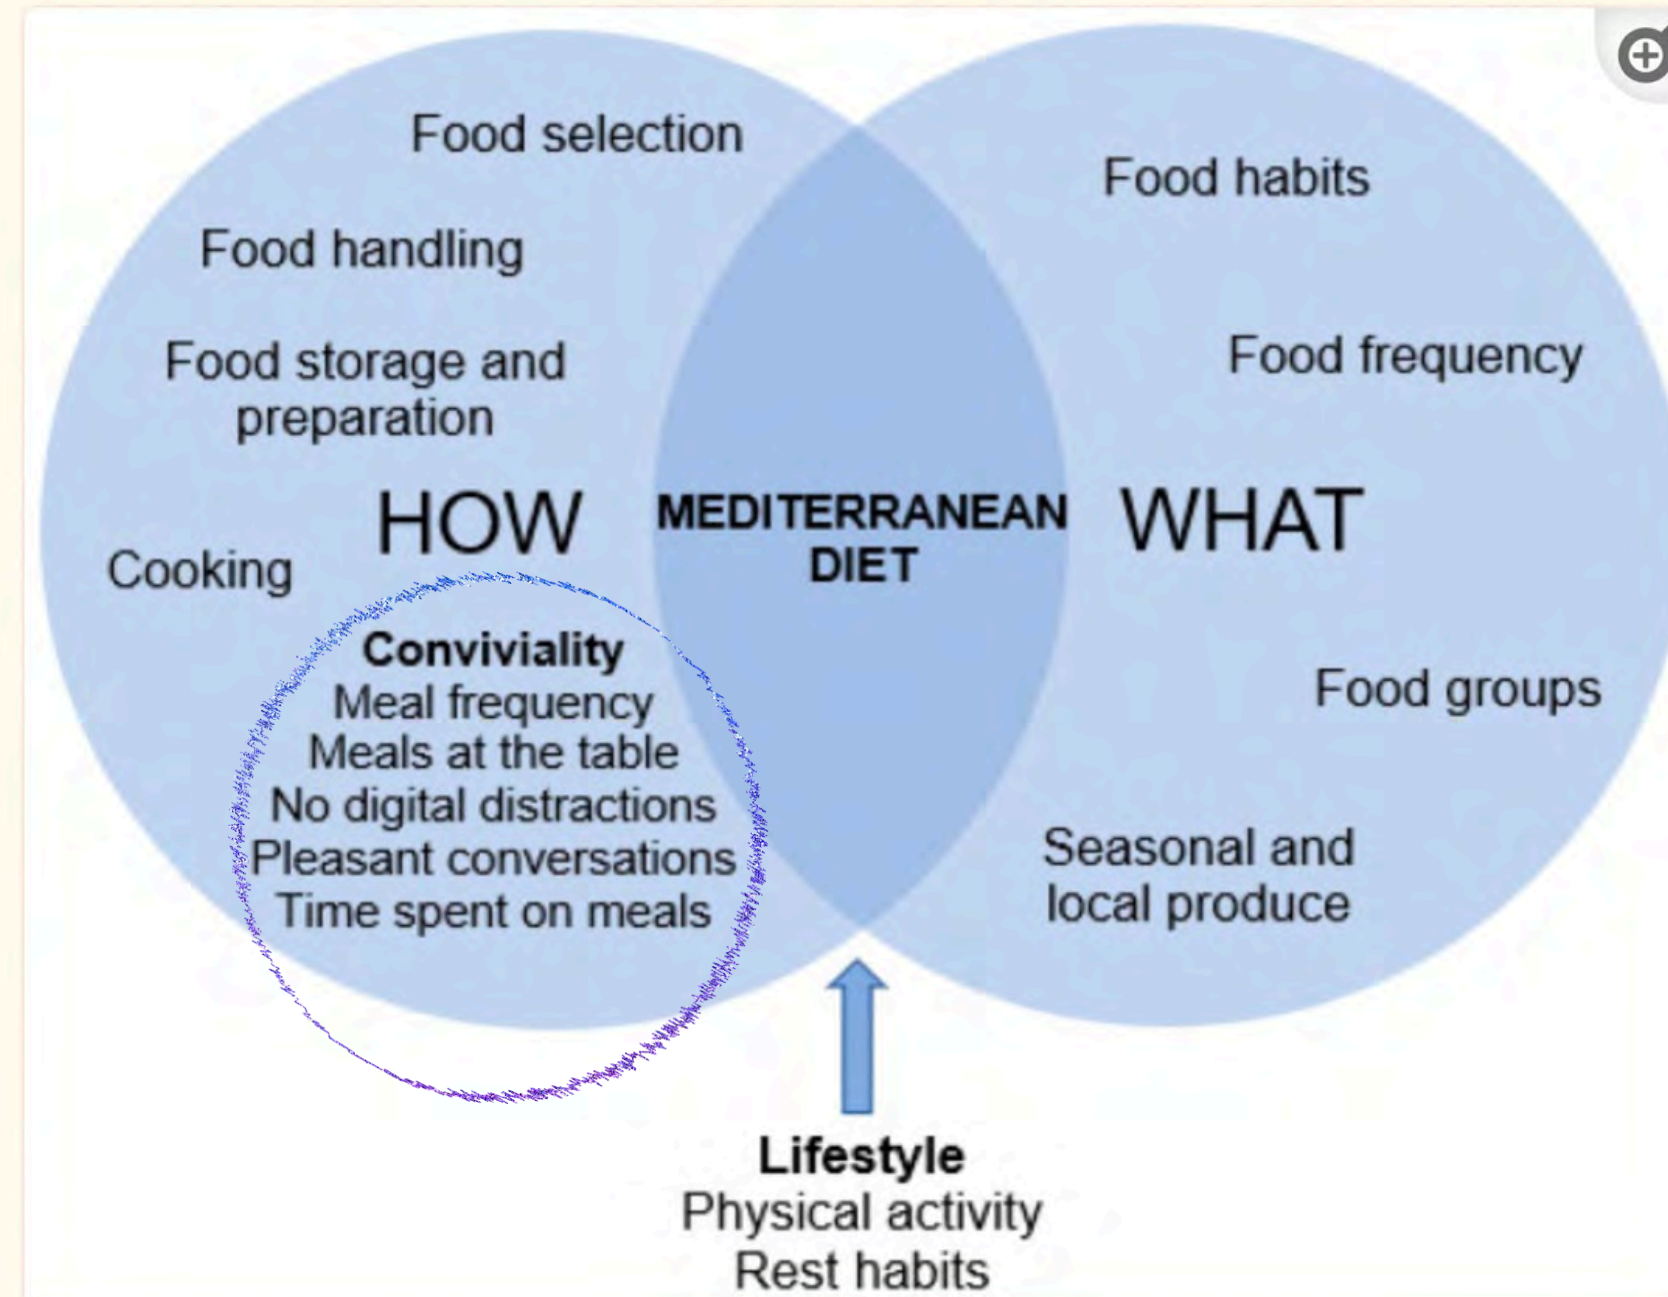 Food selection
Food handling
Food storage and
preparation
HOW
Cooking
Conviviality
Meal frequency
Meals at the table
No digital distractions
Pleasant conversations
Time spent on meals
MEDITERRANEAN
DIET
Food habits
Food frequency
WHAT
Food groups
Seasonal and
local produce
Lifestyle
Physical activity
Rest habits